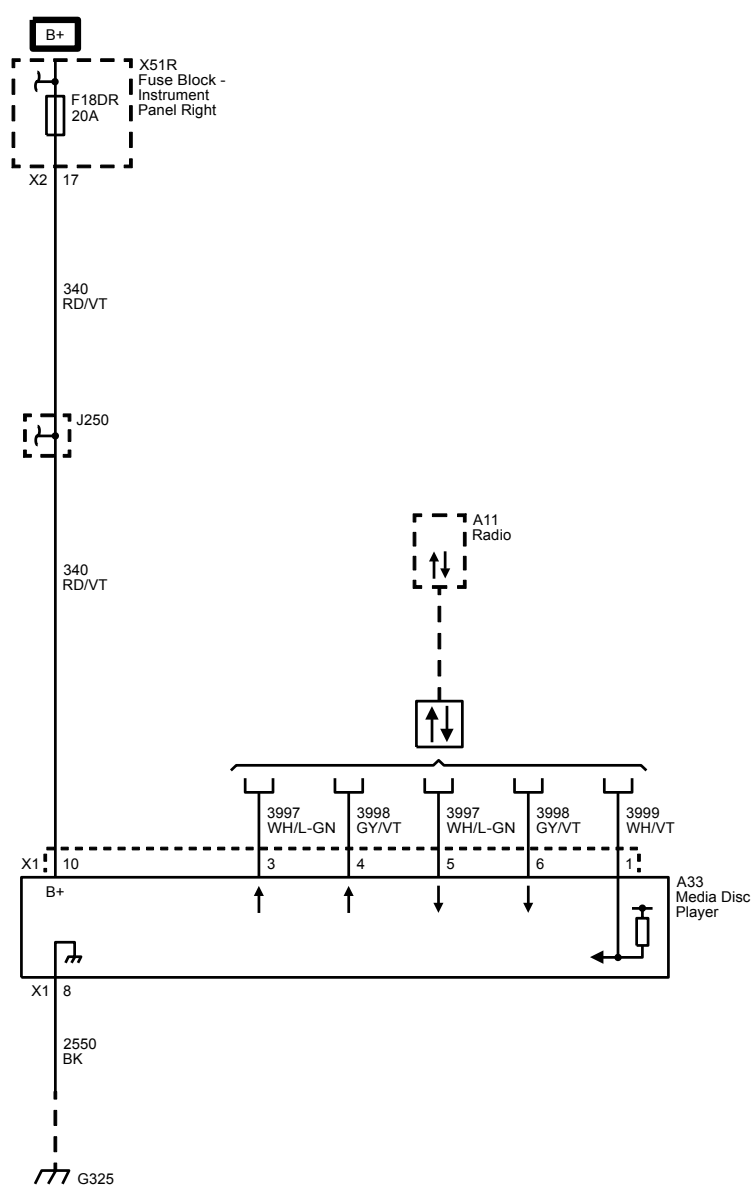 B+
X51R
Fuse Block -
Instrument
Panel Right
F18DR
20A
X2 17
340
RD/VT
J250
A11
Radio
340
RD/VT
3997
WH/L-GN
3998
GY/VT
3997
WH/L-GN
3998
GY/VT
3999
WH/VT
X1 10 3 4 5 6 1
A33
Media Disc
Player
B+
X1 8
2550
BK
G325